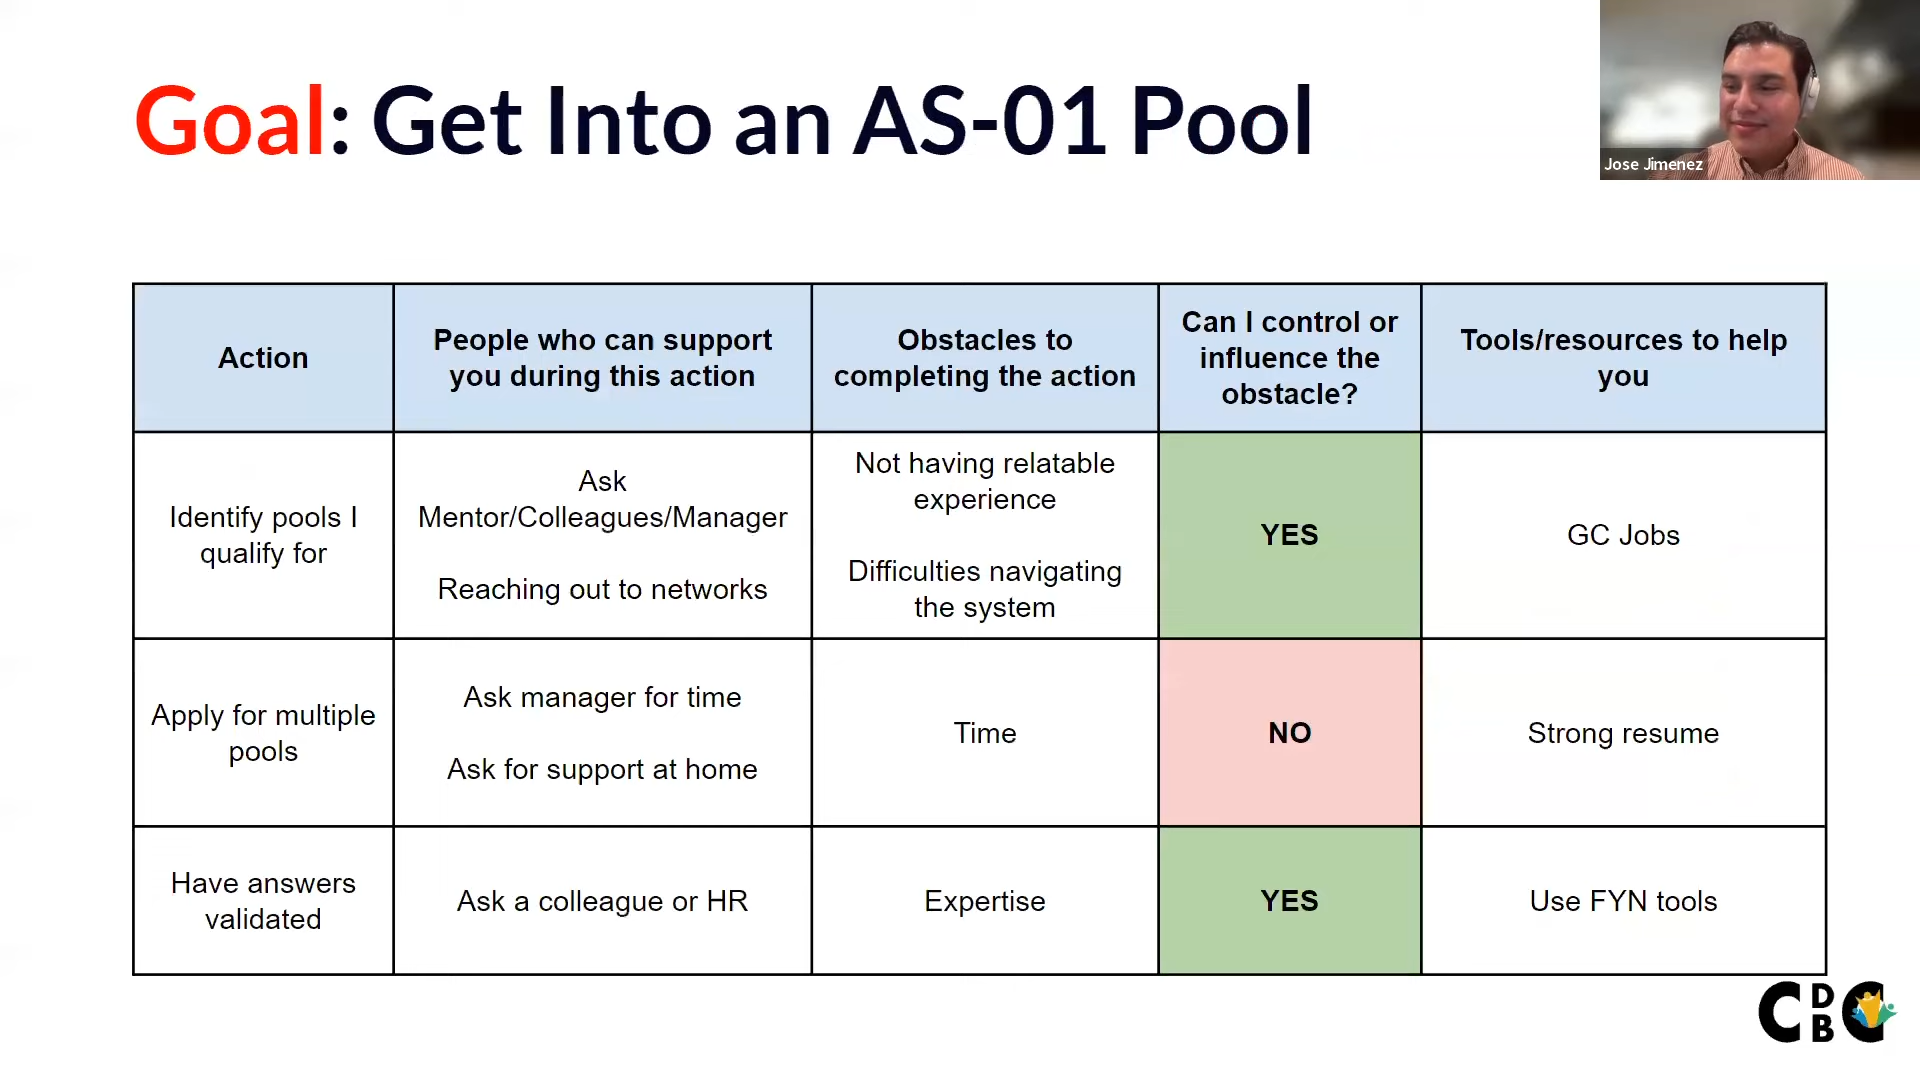 Goal: Get Into an AS-01 Pool
Jose Jimenez
Action
People who can support
you during this action
Obstacles to
completing the action
Can I control or
influence the
obstacle?
Tools/resources to help
you
Identify pools I
qualify for
Ask
Mentor/Colleagues/Manager
Reaching out to networks
Not having relatable
experience
Difficulties navigating
the system
YES
GC Jobs
Apply for multiple
pools
Ask manager for time
Ask for support at home
Time
NO
Strong resume
Have answers
validated
Ask a colleague or HR
Expertise
YES
Use FYN tools
CDBC